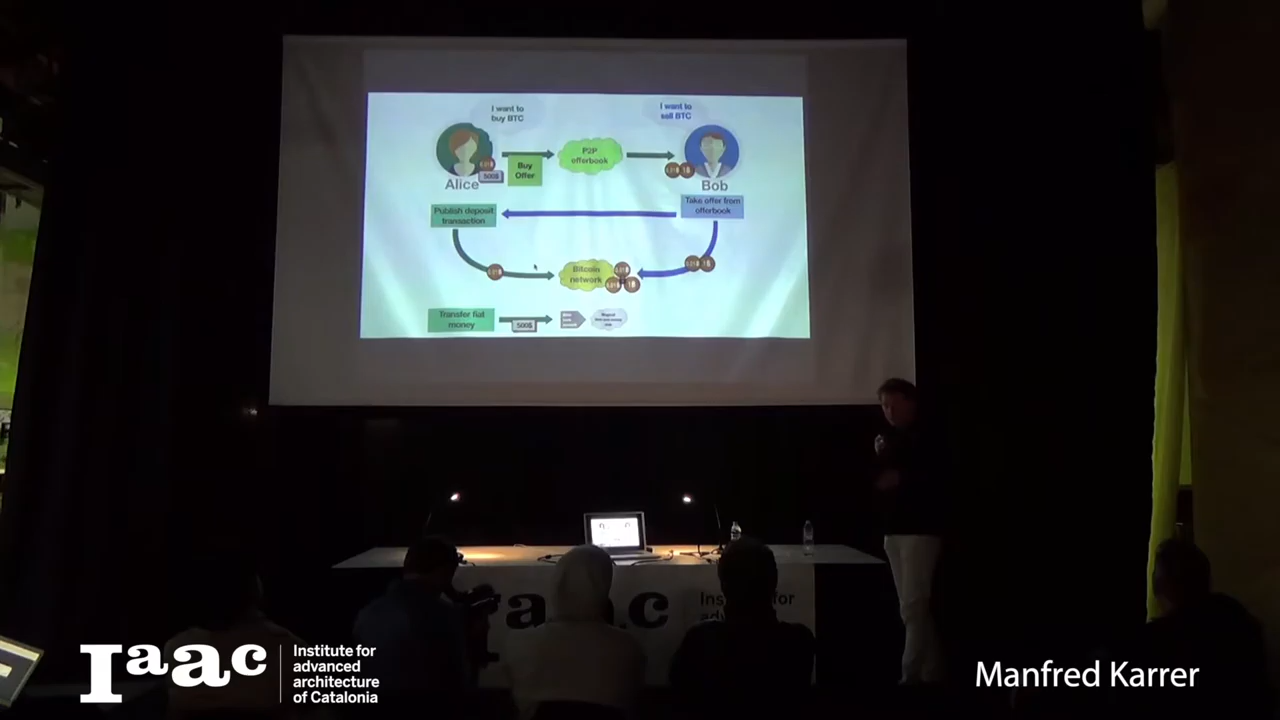 I want to
buy BTC
I want to
sell BTC
P2P
offerbook
Buy
Offer
500$
Alice
Bob
Publish deposit
transaction
Take offer from
offerbook
Bitcoin
network
Transfer fiat
money
500$
Iaac
Institute for
advanced
architecture
of Catalonia
Manfred Karrer